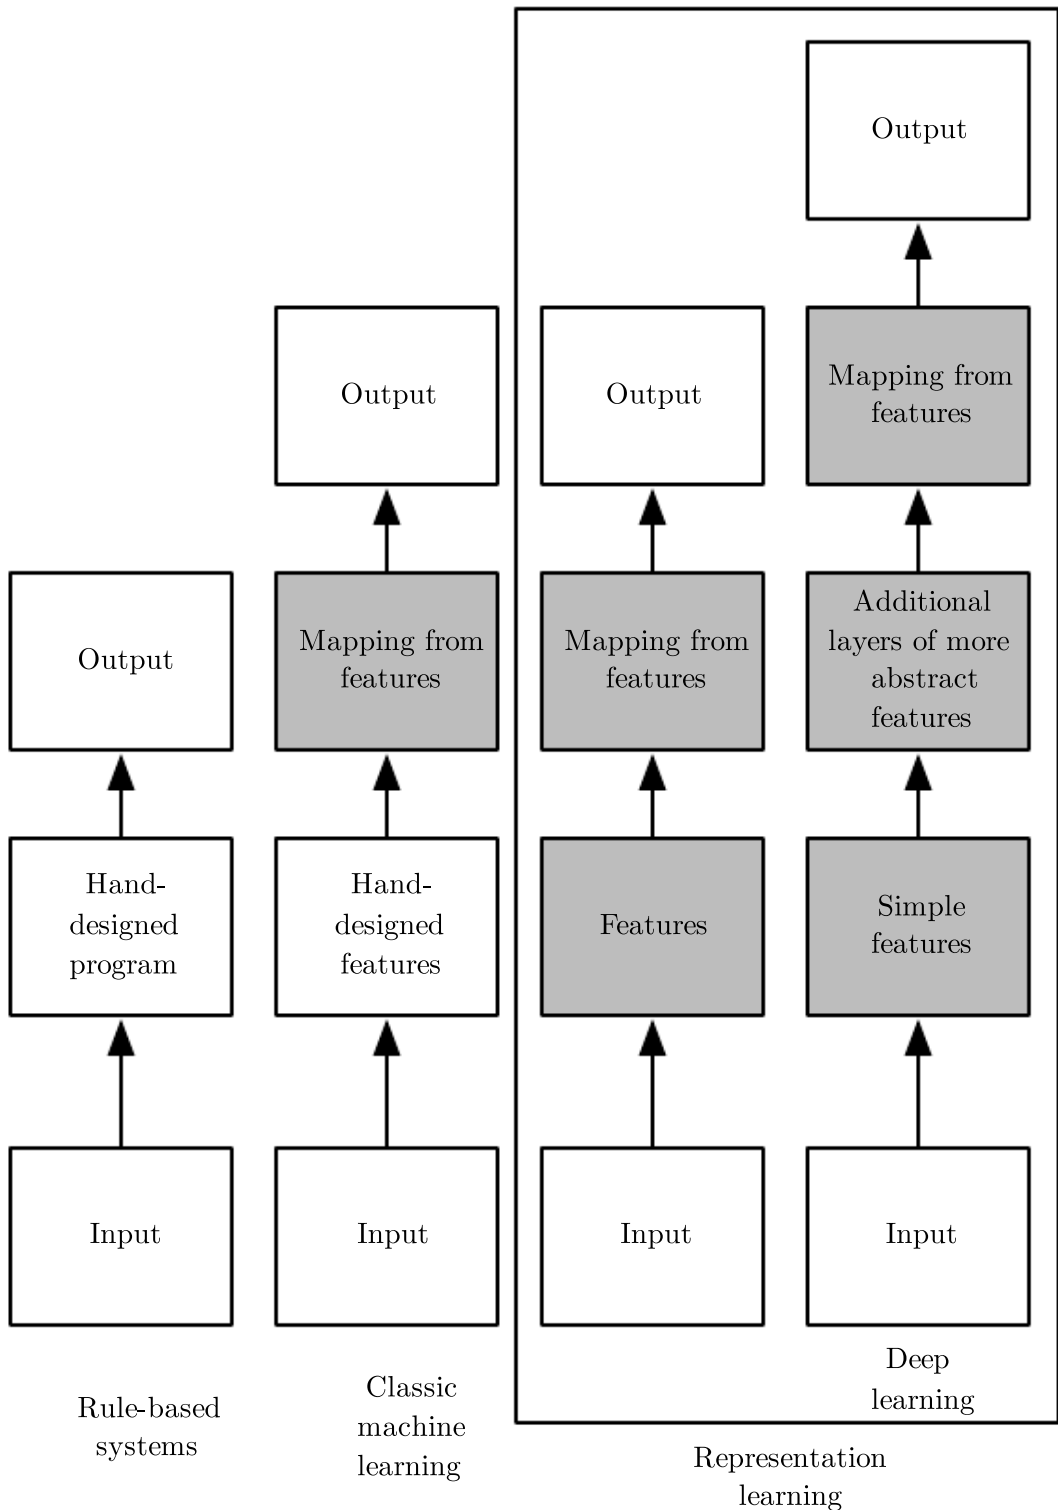 Output
Mapping from
features
Additional
layers of more
abstract
features
Simple
features
Input
Deep
learning
Output
Mapping from
features
Features
Input
Representation
learning
Output
Mapping from
features
Hand-
designed
features
Input
Classic
machine
learning
Output
Hand-
designed
program
Input
Rule-based
systems